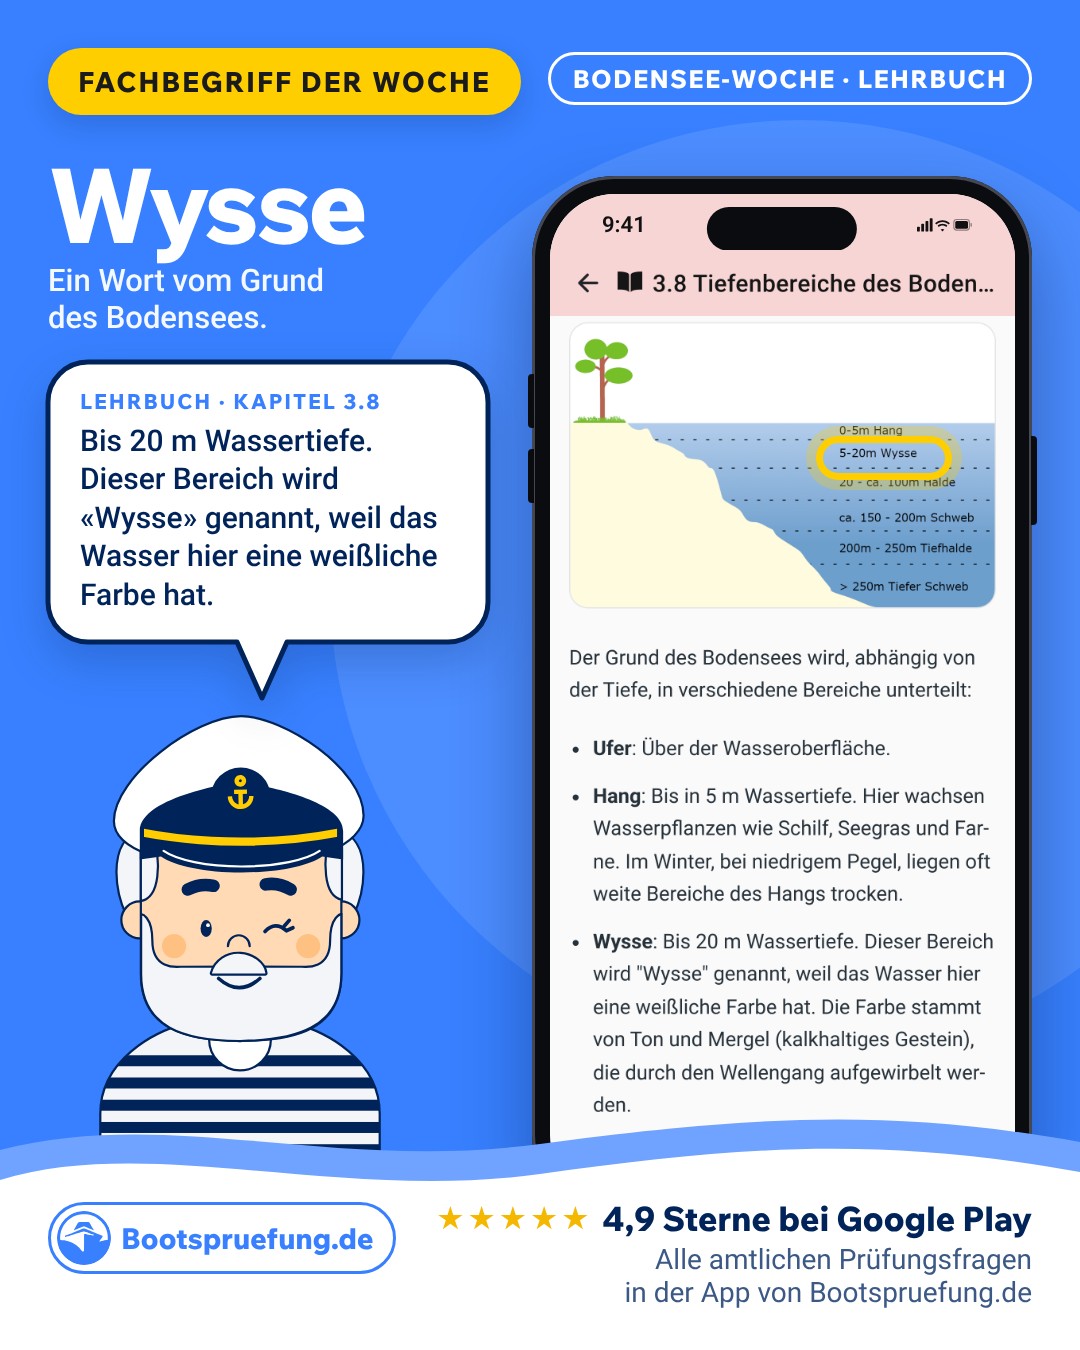 FACHBEGRIFF DER WOCHE
BODENSEE-WOCHE · LEHRBUCH
Wysse
Ein Wort vom Grund
des Bodensees.
LEHRBUCH · KAPITEL 3.8
Bis 20 m Wassertiefe.
Dieser Bereich wird
«Wysse» genannt, weil das
Wasser hier eine weißliche
Farbe hat.
9:41
3.8 Tiefenbereiche des Boden...
0-5m Hang
5-20m Wysse
20 - ca. 100m Halde
ca. 150 - 200m Schweb
200m - 250m Tiefhalde
> 250m Tiefer Schweb
Der Grund des Bodensees wird, abhängig von
der Tiefe, in verschiedene Bereiche unterteilt:
• Ufer: Über der Wasseroberfläche.
• Hang: Bis in 5 m Wassertiefe. Hier wachsen
Wasserpflanzen wie Schilf, Seegras und Far-
ne. Im Winter, bei niedrigem Pegel, liegen oft
weite Bereiche des Hangs trocken.
• Wysse: Bis 20 m Wassertiefe. Dieser Bereich
wird "Wysse" genannt, weil das Wasser hier
eine weißliche Farbe hat. Die Farbe stammt
von Ton und Mergel (kalkhaltiges Gestein),
die durch den Wellengang aufgewirbelt wer-
den.
Bootspruefung.de
★★★★★ 4,9 Sterne bei Google Play
Alle amtlichen Prüfungsfragen
in der App von Bootspruefung.de